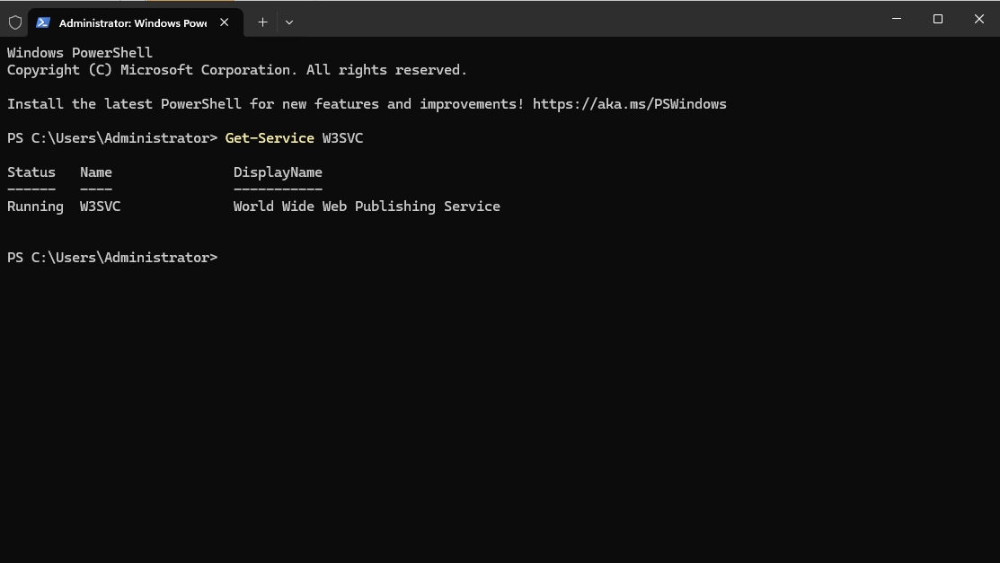 Administrator: Windows Powe
Windows PowerShell
Copyright (C) Microsoft Corporation. All rights reserved.
Install the latest PowerShell for new features and improvements! https://aka.ms/PSWindows
PS C:\Users\Administrator> Get-Service W3SVC
Status   Name               DisplayName
------   ----               -----------
Running  W3SVC              World Wide Web Publishing Service
PS C:\Users\Administrator>